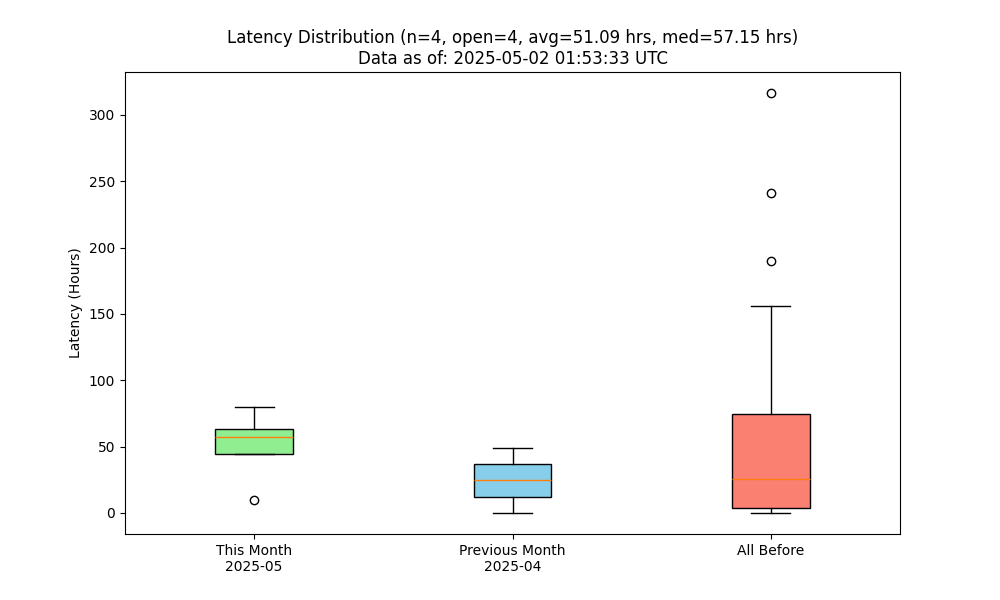 Latency Distribution (n=4, open=4, avg=51.09 hrs, med=57.15 hrs)
Data as of: 2025-05-02 01:53:33 UTC
Latency (Hours)
300
250
200
150
100
50
0
This Month
2025-05
Previous Month
2025-04
All Before